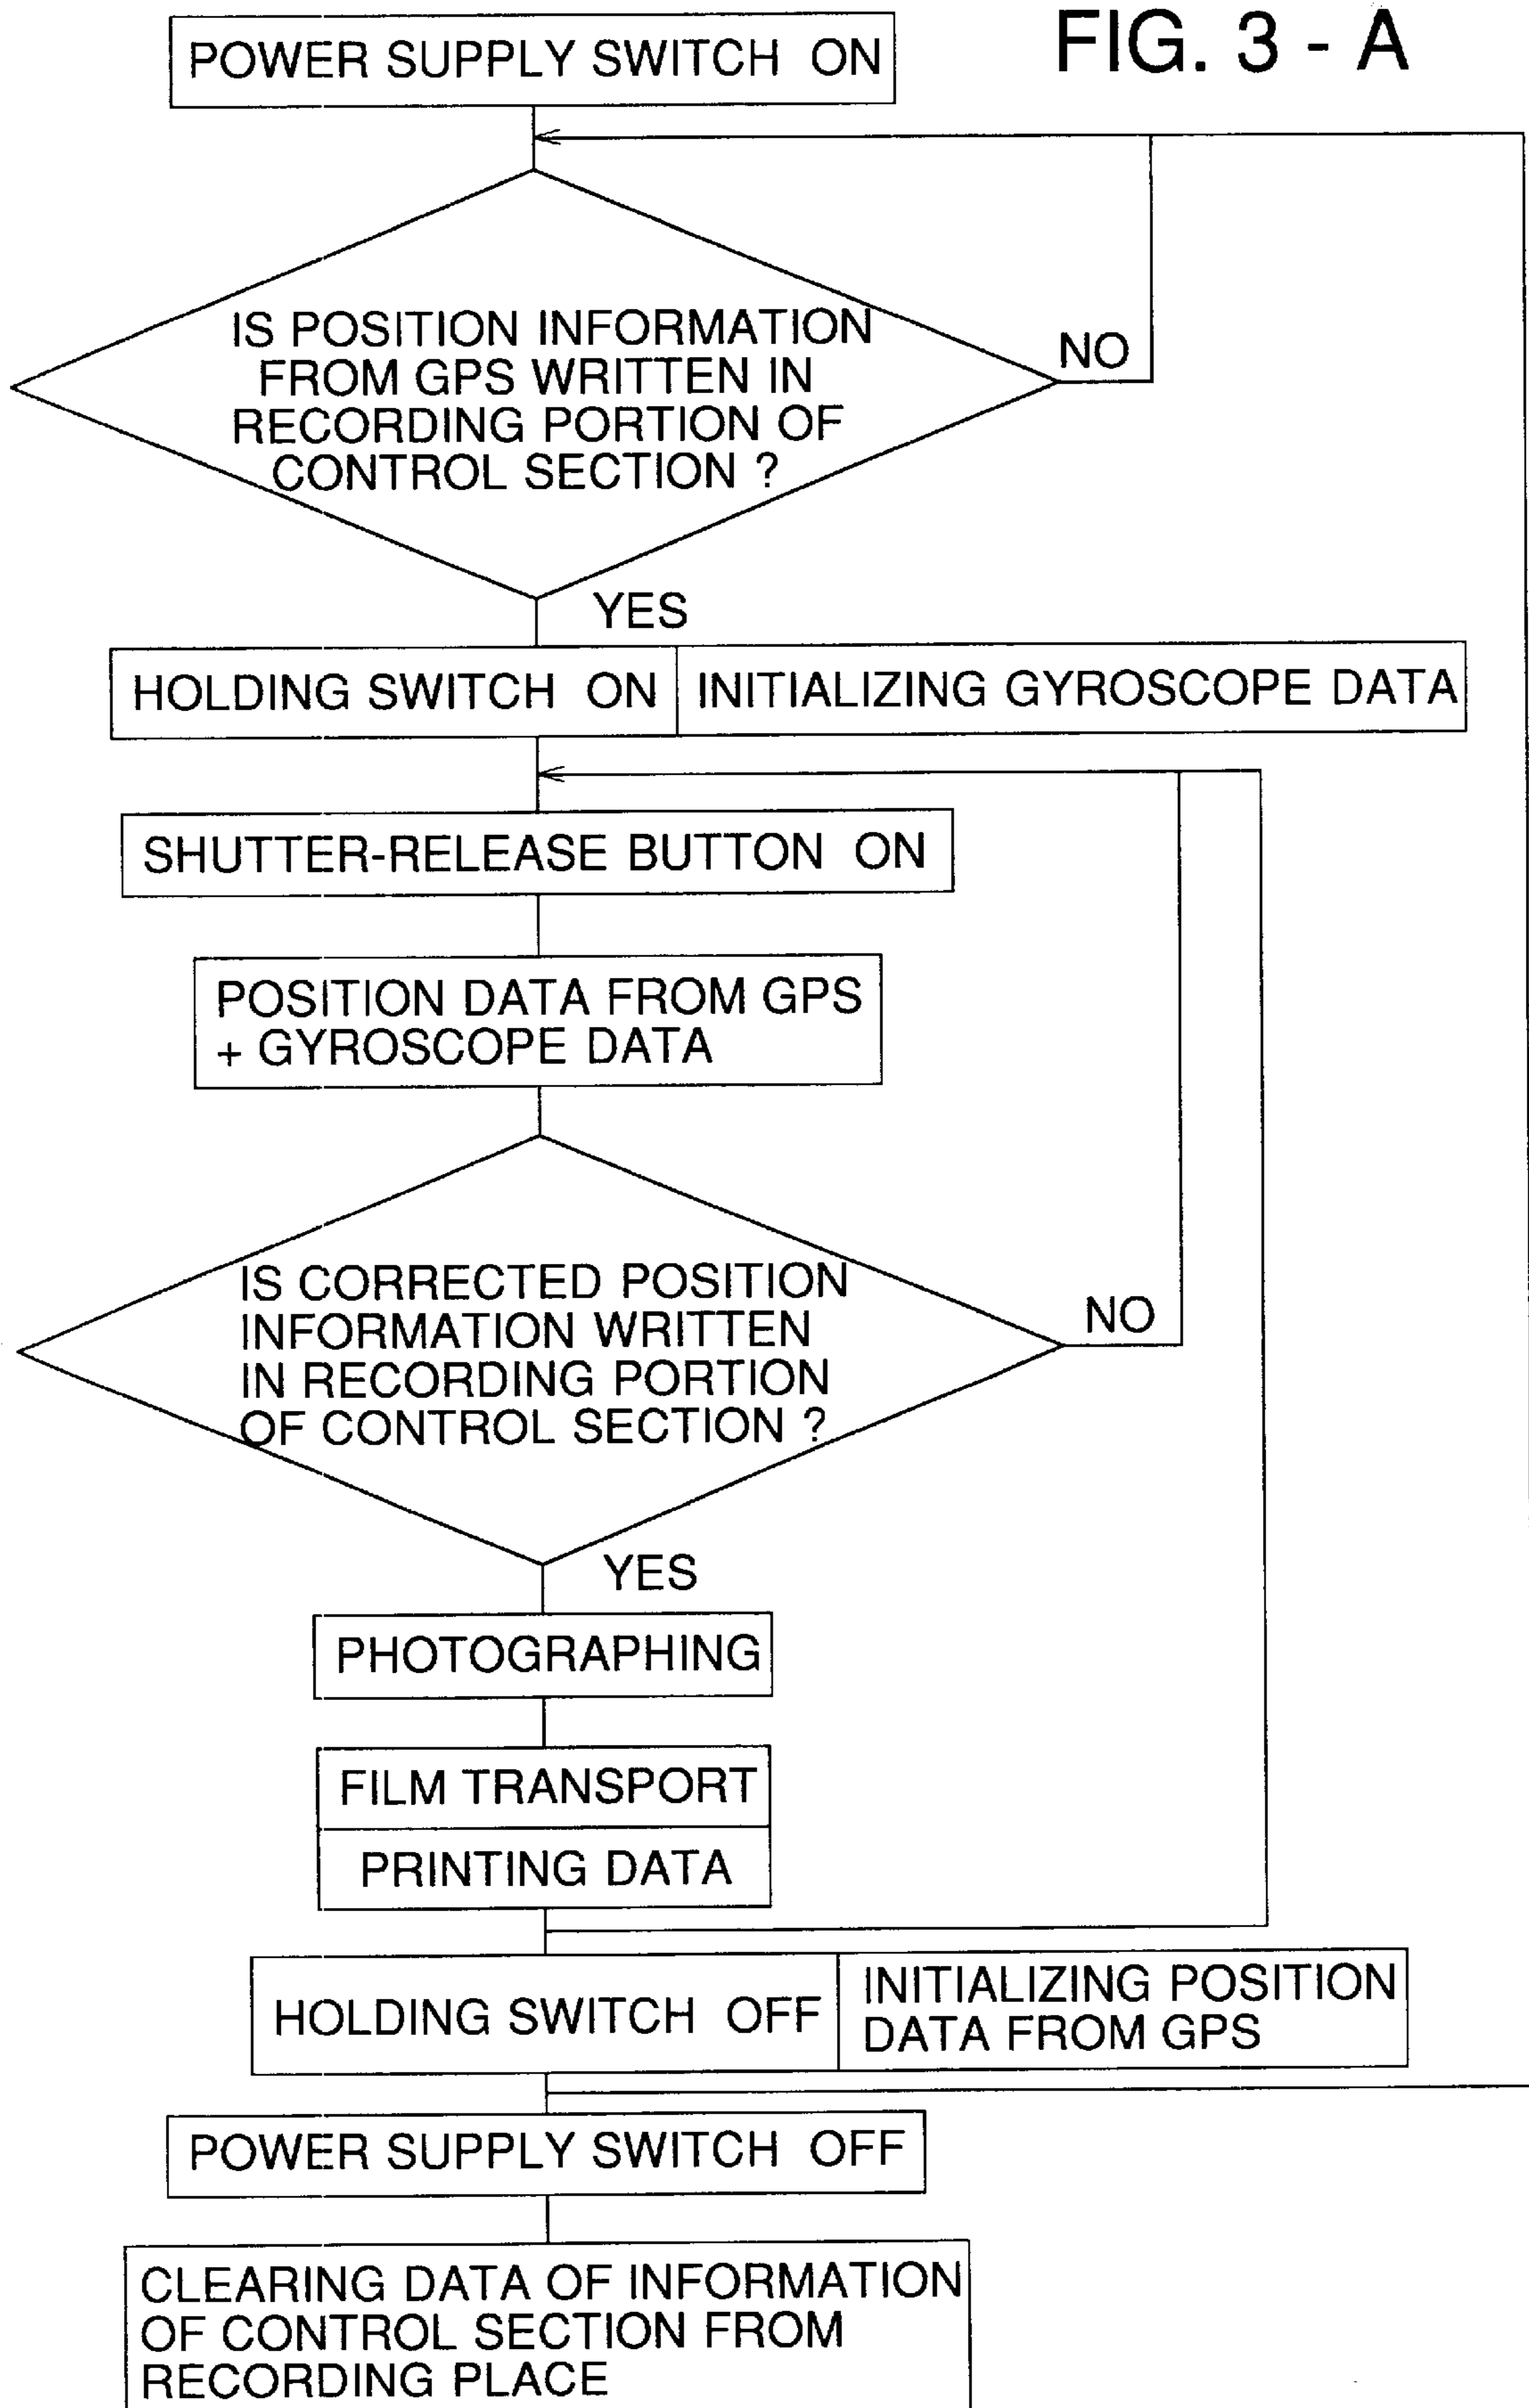 FIG. 3 - A
POWER SUPPLY SWITCH ON
IS POSITION INFORMATION
FROM GPS WRITTEN IN
RECORDING PORTION OF
CONTROL SECTION ?
NO
YES
HOLDING SWITCH ON
INITIALIZING GYROSCOPE DATA
SHUTTER-RELEASE BUTTON ON
POSITION DATA FROM GPS
+ GYROSCOPE DATA
IS CORRECTED POSITION
INFORMATION WRITTEN
IN RECORDING PORTION
OF CONTROL SECTION ?
NO
YES
PHOTOGRAPHING
FILM TRANSPORT
PRINTING DATA
HOLDING SWITCH OFF
INITIALIZING POSITION
DATA FROM GPS
POWER SUPPLY SWITCH OFF
CLEARING DATA OF INFORMATION
OF CONTROL SECTION FROM
RECORDING PLACE